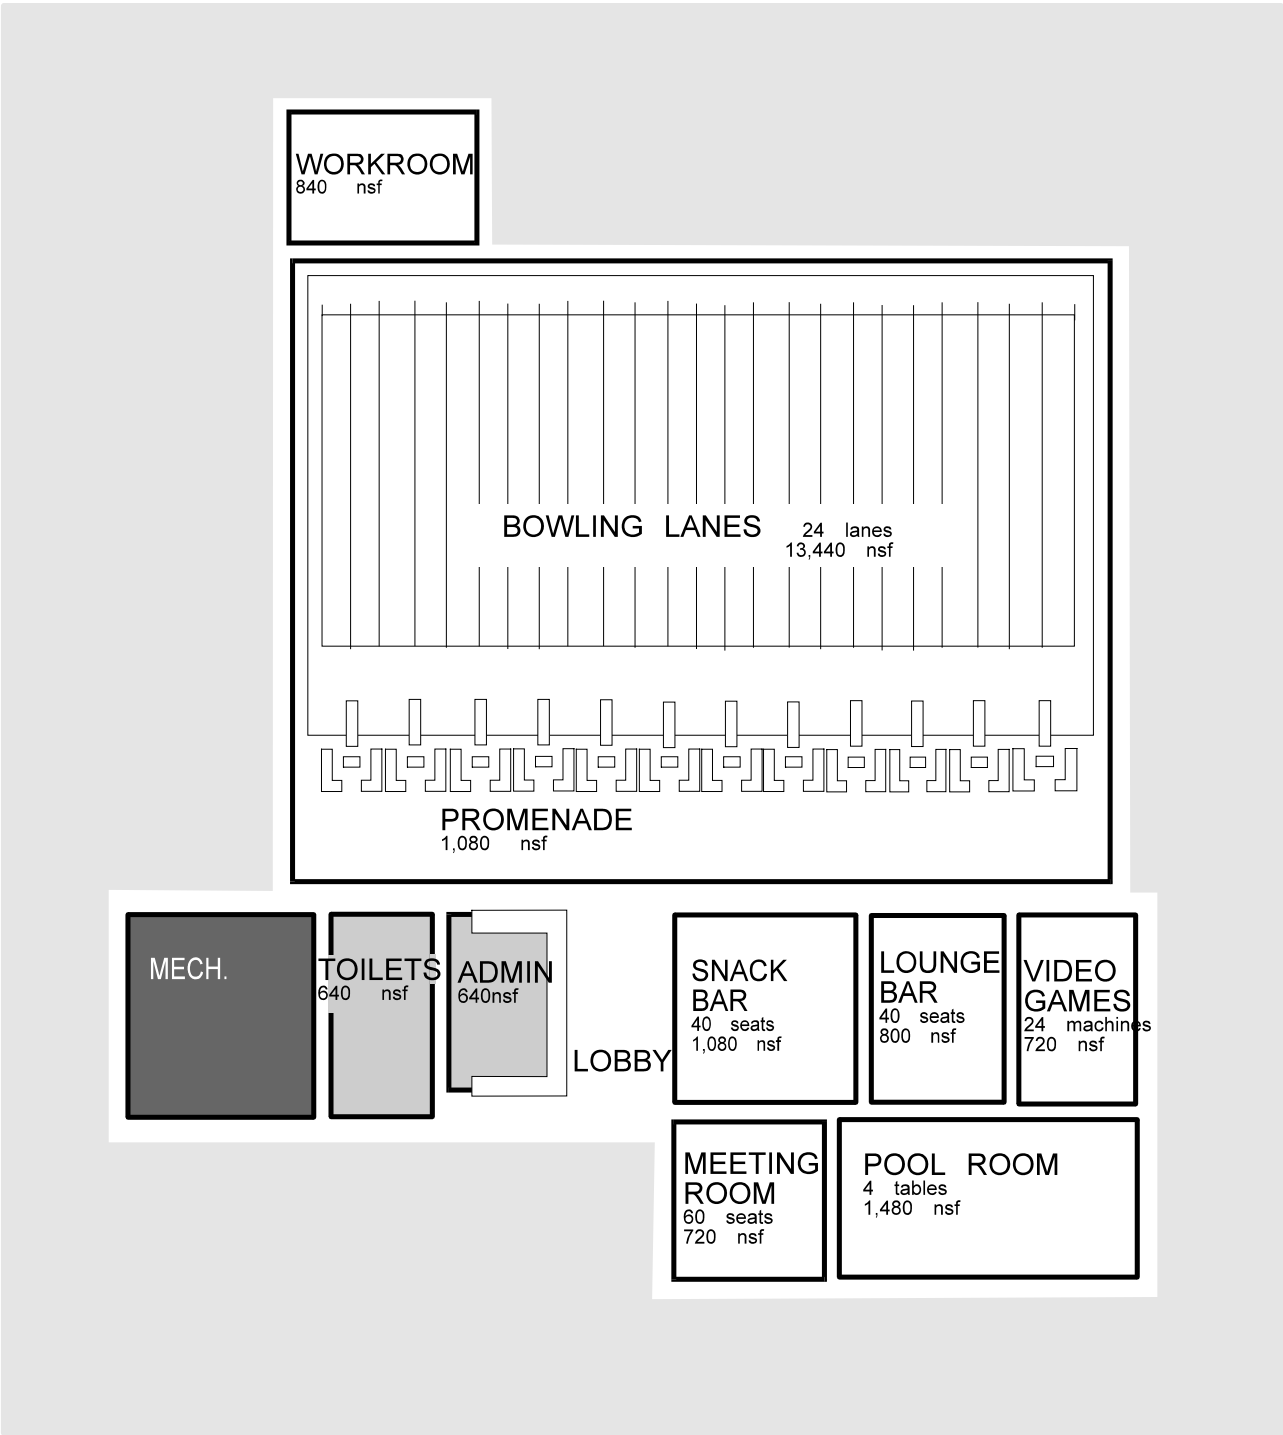 WORKROOM
840 nsf
BOWLING LANES
24 lanes
13,440 nsf
PROMENADE
1,080 nsf
MECH.
TOILETS
640 nsf
ADMIN
640nsf
LOBBY
SNACK
BAR
40 seats
1,080 nsf
LOUNGE
BAR
40 seats
800 nsf
VIDEO
GAMES
24 machines
720 nsf
MEETING
ROOM
60 seats
720 nsf
POOL ROOM
4 tables
1,480 nsf